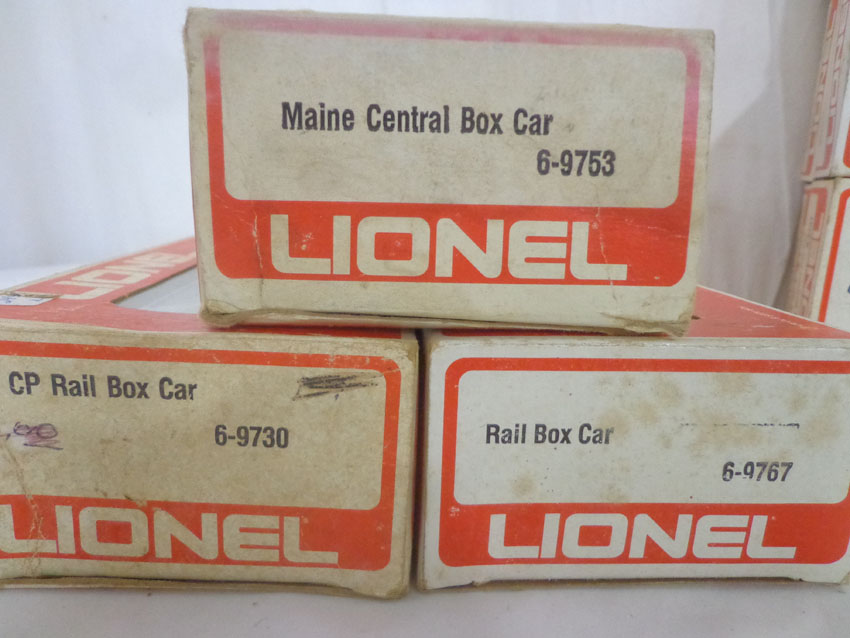 Maine Central Box Car
6-9753
LIONEL
LIONEL
CP Rail Box Car
6-9730
LIONEL
Rail Box Car
6-9767
LIONEL